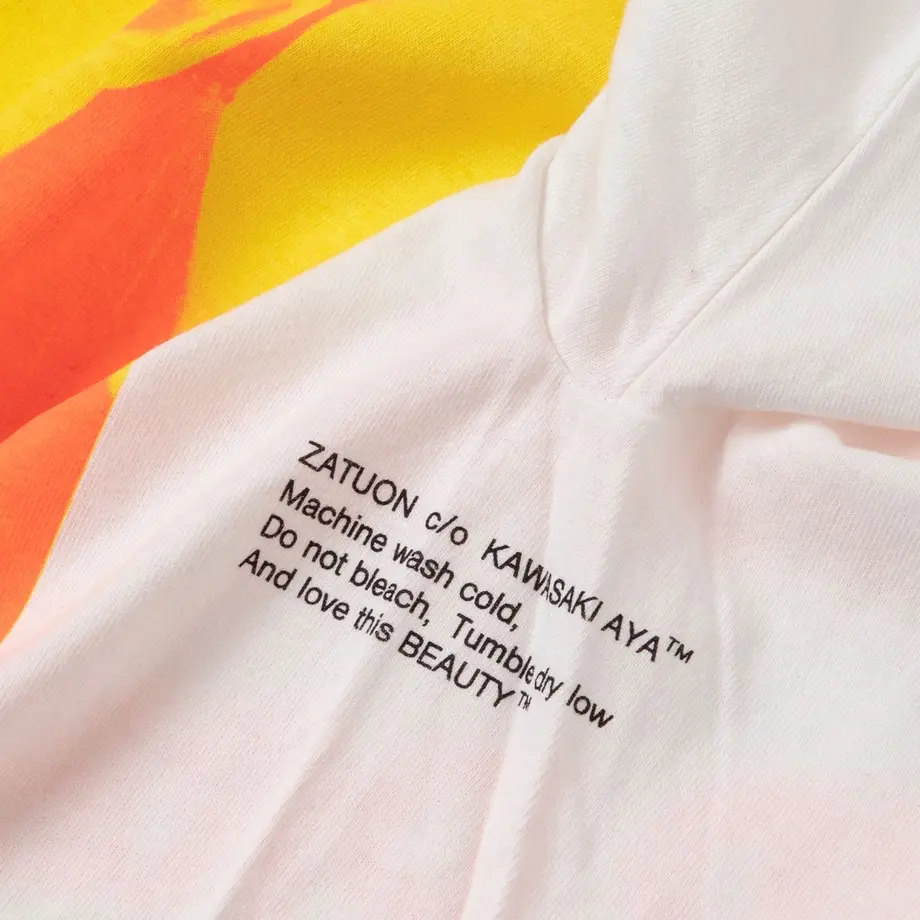 ZATUON c/o KAWASAKI AYA™
Machine wash cold,
Do not bleach, Tumble dry low
And love this BEAUTY™